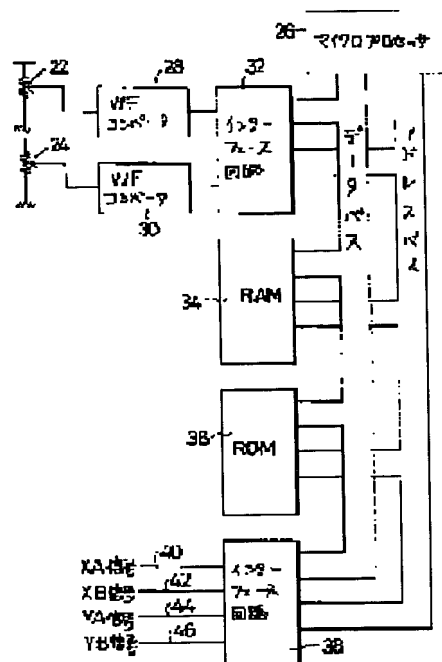 26
マイクロプロセッサ
22
28
32
V/F
コンバータ
インター
フェース
回路
24
V/F
コンバータ
30
データバス
アドレスバス
34
RAM
36
ROM
XA信号
40
XB信号
42
YA信号
44
YB信号
46
インター
フェース
回路
38